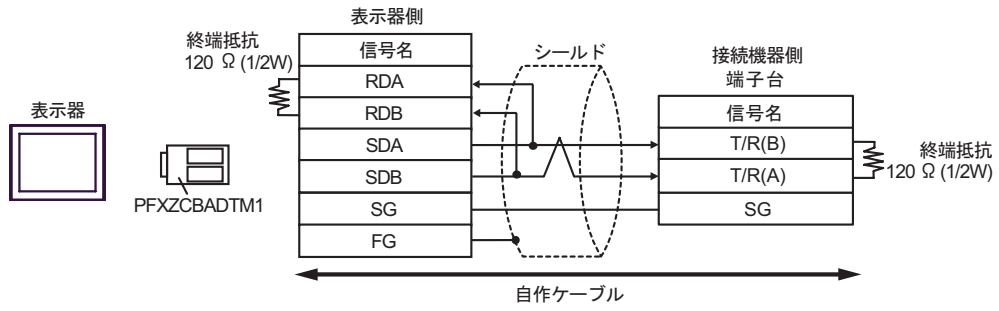 表示器側
終端抵抗
120 Ω (1/2W)
信号名
RDA
RDB
SDA
SDB
SG
FG
シールド
接続機器側
端子台
信号名
T/R(B)
T/R(A)
SG
終端抵抗
120 Ω (1/2W)
表示器
PFXZCBADTM1
自作ケーブル